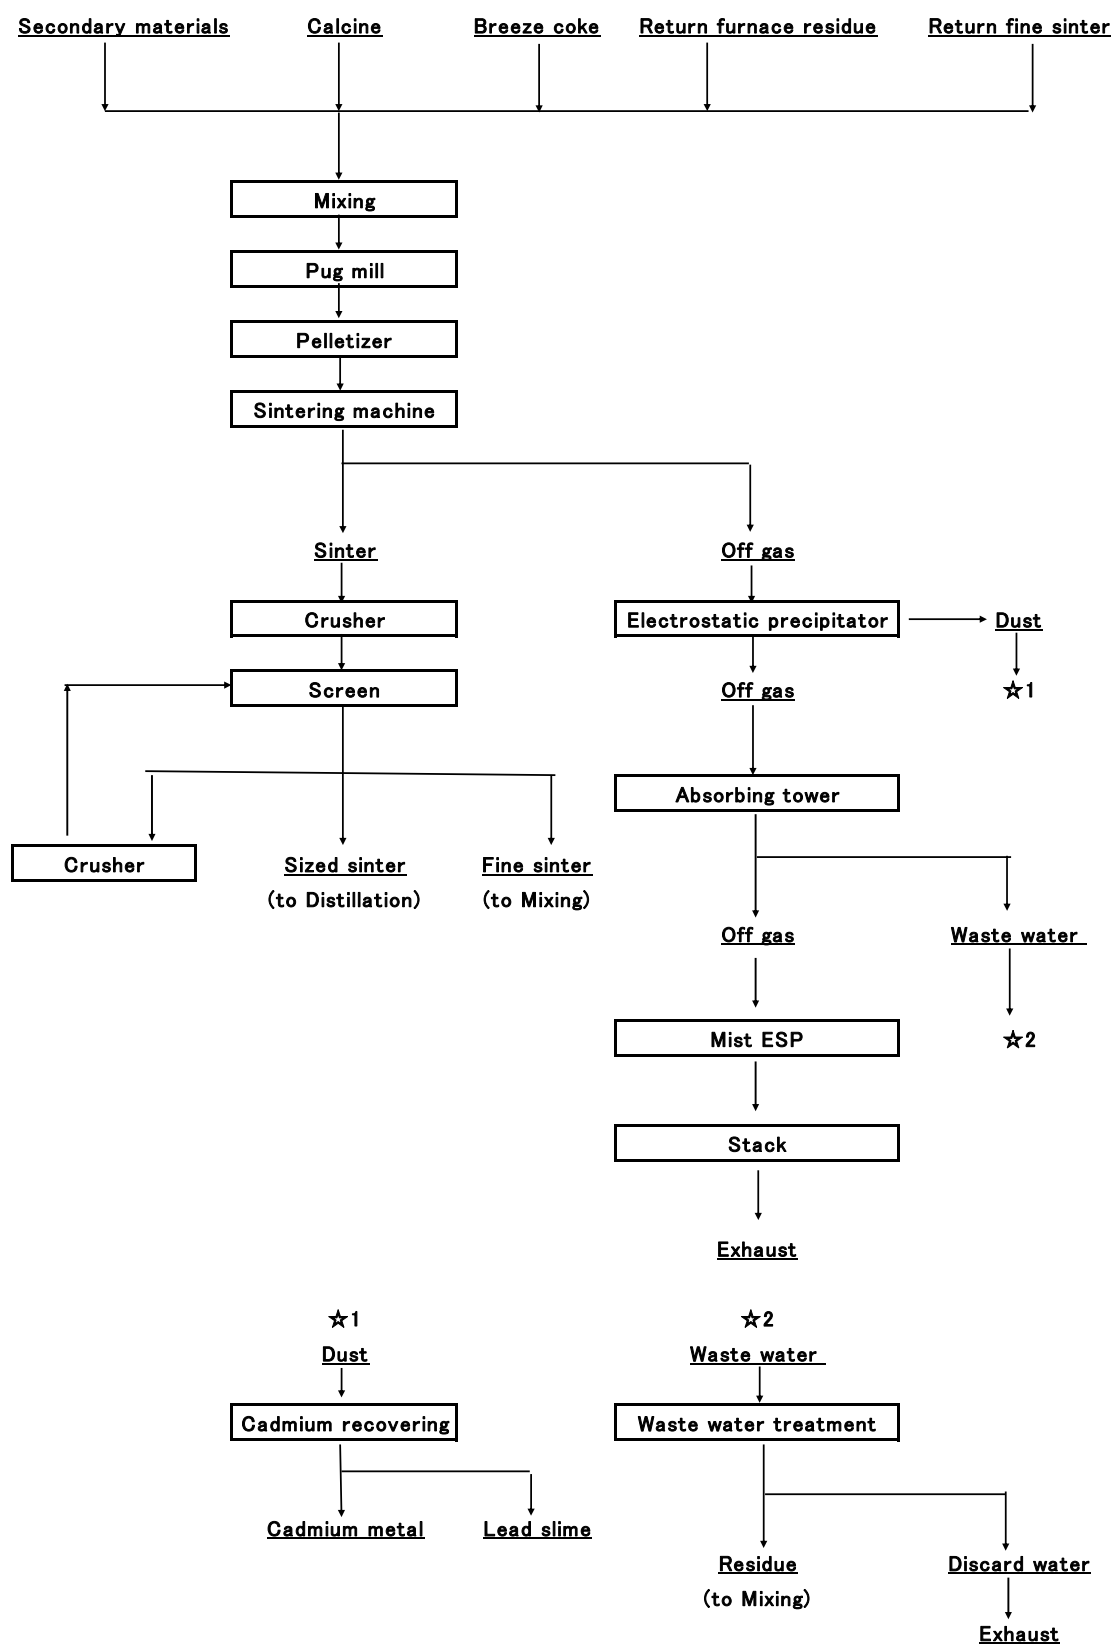 Secondary materials
Calcine
Breeze coke
Return furnace residue
Return fine sinter
Mixing
Pug mill
Pelletizer
Sintering machine
Sinter
Off gas
Crusher
Electrostatic precipitator
Dust
Screen
Off gas
☆1
Absorbing tower
Crusher
Sized sinter
Fine sinter
(to Distillation)
(to Mixing)
Off gas
Waste water
Mist ESP
☆2
Stack
Exhaust
☆1
☆2
Dust
Waste water
Cadmium recovering
Waste water treatment
Cadmium metal
Lead slime
Residue
Discard water
(to Mixing)
Exhaust